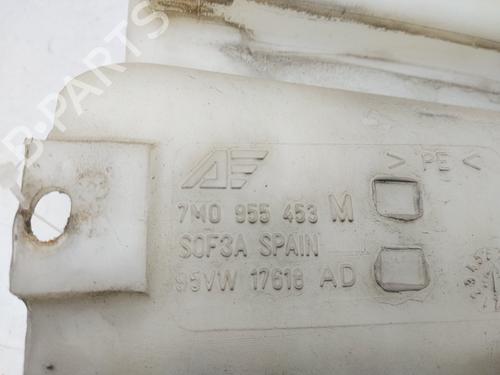 B-PARTS
AF
> PE <
7M0 955 453 M
SOF3A SPAIN
95VW 17618 AD